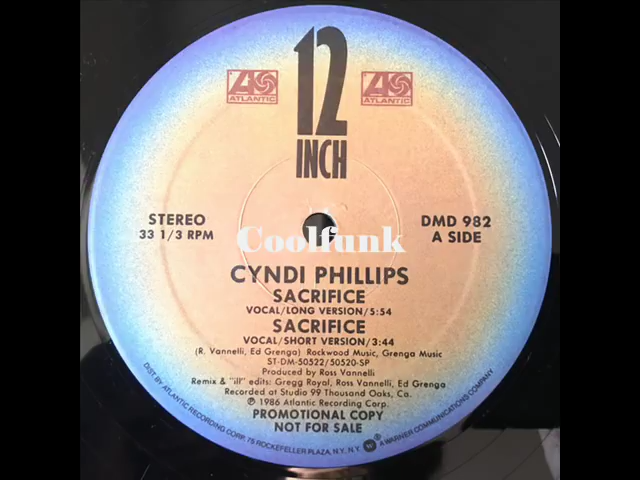 12
INCH
ATLANTIC
ATLANTIC
STEREO
33 1/3 RPM
DMD 982
A SIDE
Coolfunk
CYNDI PHILLIPS
SACRIFICE
VOCAL/LONG VERSION/5:54
SACRIFICE
VOCAL/SHORT VERSION/3:44
(R. Vannelli, Ed Grenga) Rockwood Music, Grenga Music
ST-DM-50522/50520-SP
Produced by Ross Vannelli
Remix & "ill" edits: Gregg Royal, Ross Vannelli, Ed Grenga
Recorded at Studio 99 Thousand Oaks, Ca.
℗ 1986 Atlantic Recording Corp.
PROMOTIONAL COPY
NOT FOR SALE
DIST. BY ATLANTIC RECORDING CORP. 75 ROCKEFELLER PLAZA, N.Y. N.Y. A WARNER COMMUNICATIONS COMPANY